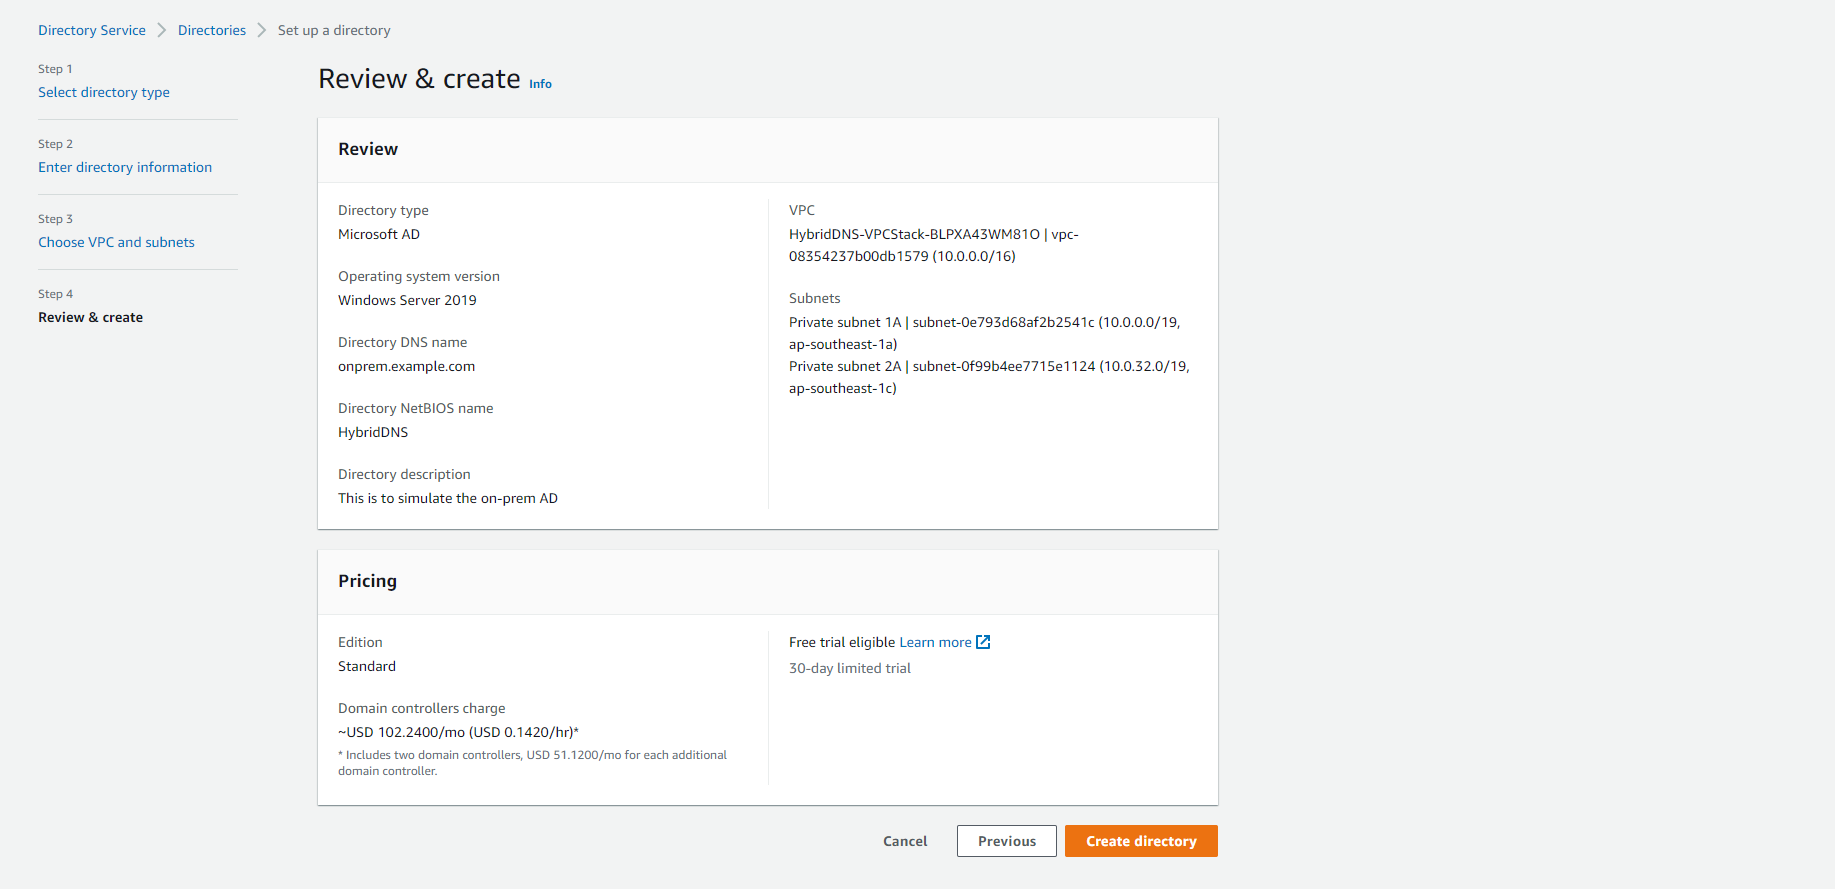 Directory Service > Directories > Set up a directory
Step 1
Select directory type
Step 2
Enter directory information
Step 3
Choose VPC and subnets
Step 4
Review & create
Review & create Info
Review
Directory type
Microsoft AD
Operating system version
Windows Server 2019
Directory DNS name
onprem.example.com
Directory NetBIOS name
HybridDNS
Directory description
This is to simulate the on-prem AD
VPC
HybridDNS-VPCStack-BLPXA43WM81O | vpc-
08354237b00db1579 (10.0.0.0/16)
Subnets
Private subnet 1A | subnet-0e793d68af2b2541c (10.0.0.0/19,
ap-southeast-1a)
Private subnet 2A | subnet-0f99b4ee7715e1124 (10.0.32.0/19,
ap-southeast-1c)
Pricing
Edition
Standard
Domain controllers charge
~USD 102.2400/mo (USD 0.1420/hr)*
* Includes two domain controllers, USD 51.1200/mo for each additional
domain controller.
Free trial eligible Learn more
30-day limited trial
Cancel
Previous
Create directory